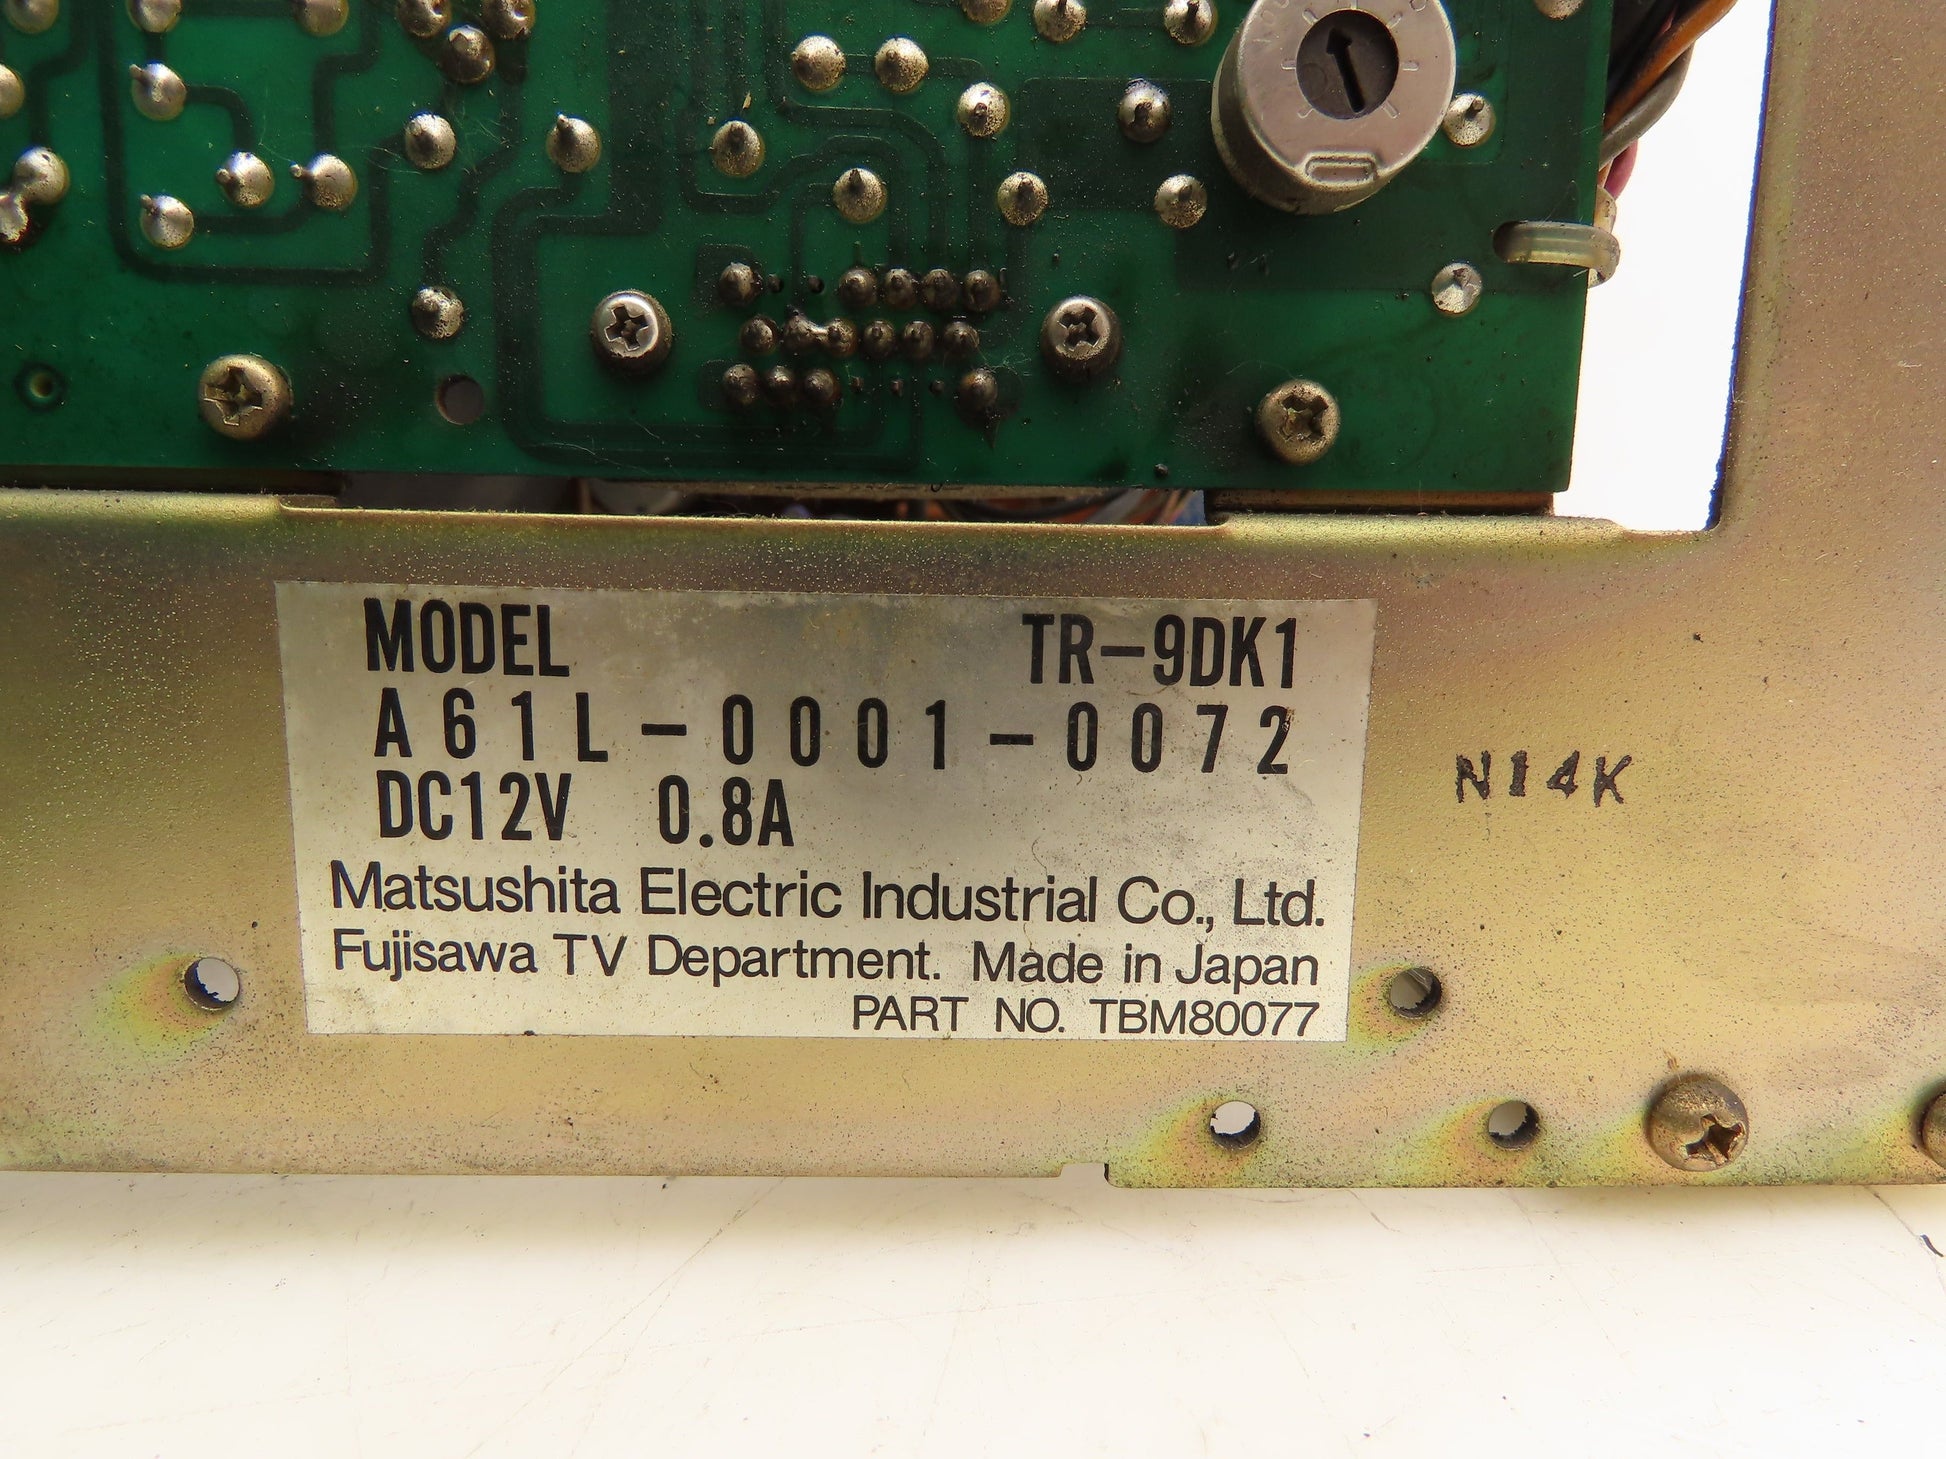 MODEL TR-9DK1
A61L-0001-0072
DC12V 0.8A
Matsushita Electric Industrial Co., Ltd.
Fujisawa TV Department. Made in Japan
PART NO. TBM80077
N14K